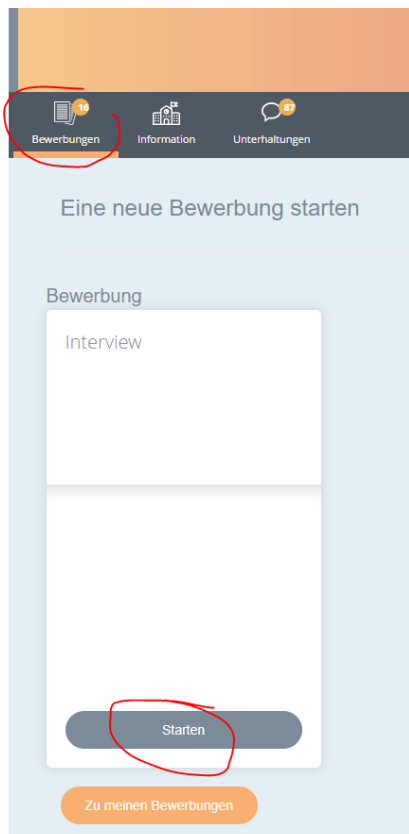 16
87
Bewerbungen
Information
Unterhaltungen
Eine neue Bewerbung starten
Bewerbung
Interview
Starten
Zu meinen Bewerbungen